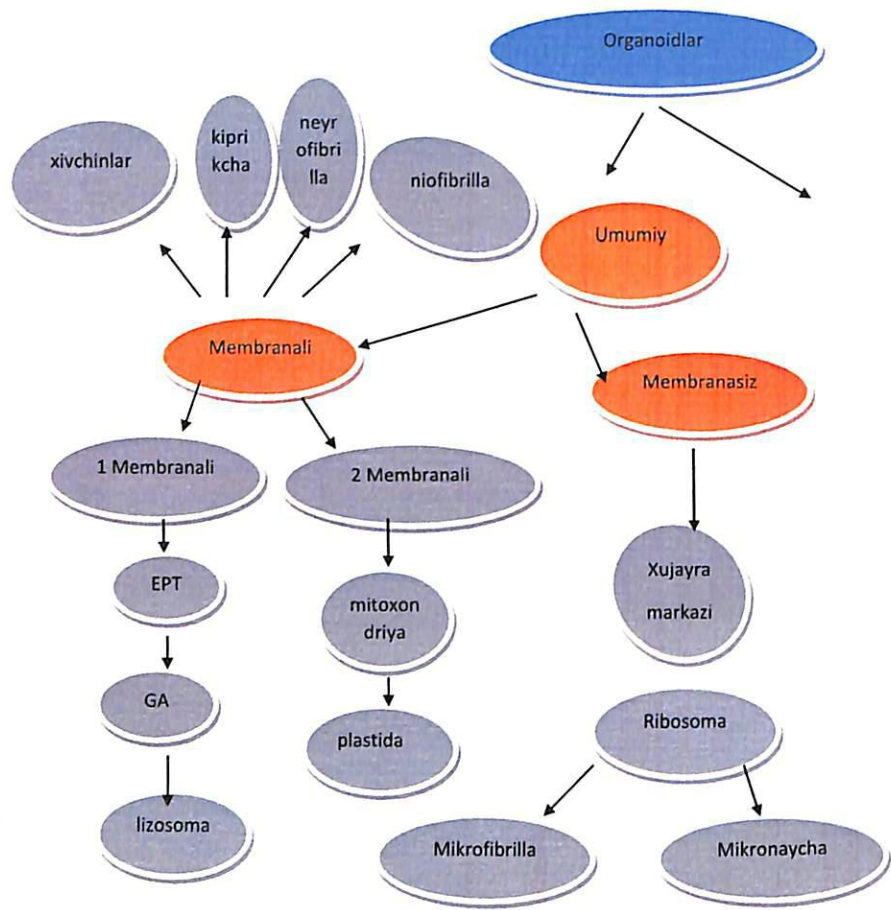 Organoidlar
xivchinlar
kipri
kcha
neyr
ofibri
lla
niofibrilla
Umumiy
Membranali
Membranasiz
1 Membranali
2 Membranali
EPT
mitoxon
driya
Xujayra
markazi
GA
plastida
Ribosoma
lizosoma
Mikrofibrilla
Mikronaycha